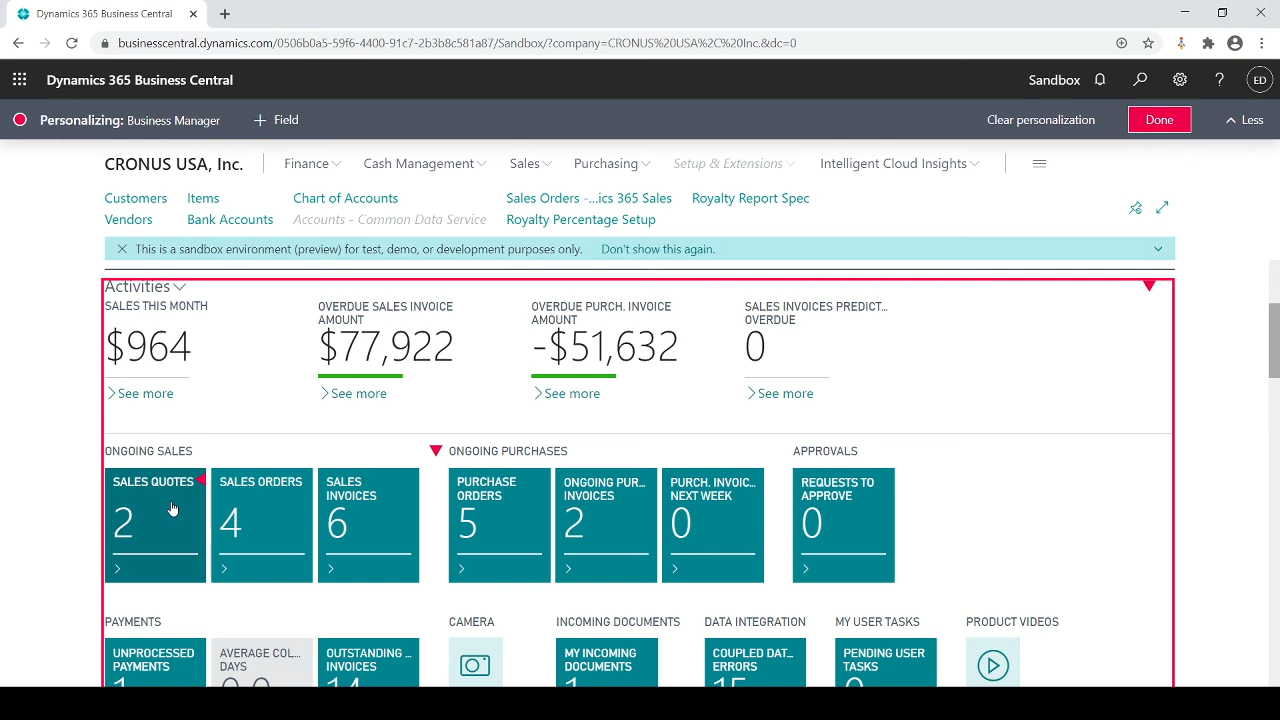 Dynamics 365 Business Central
businesscentral.dynamics.com/0506b0a5-59f6-4400-91c7-2b3b8c581a87/Sandbox/?company=CRONUS%20USA%2C%20Inc.&dc=0
Dynamics 365 Business Central
Sandbox
?
ED
Personalizing: Business Manager
+ Field
Clear personalization
Done
Less
CRONUS USA, Inc.
Finance
Cash Management
Sales
Purchasing
Setup & Extensions
Intelligent Cloud Insights
Customers
Items
Chart of Accounts
Sales Orders -...ics 365 Sales
Royalty Report Spec
Vendors
Bank Accounts
Accounts - Common Data Service
Royalty Percentage Setup
This is a sandbox environment (preview) for test, demo, or development purposes only.
Don't show this again.
Activities
SALES THIS MONTH
$964
See more
OVERDUE SALES INVOICE
AMOUNT
$77,922
See more
OVERDUE PURCH. INVOICE
AMOUNT
-$51,632
See more
SALES INVOICES PREDICT...
OVERDUE
0
See more
ONGOING SALES
SALES QUOTES
2
SALES ORDERS
4
SALES
INVOICES
6
ONGOING PURCHASES
PURCHASE
ORDERS
5
ONGOING PUR...
INVOICES
2
PURCH. INVOIC...
NEXT WEEK
0
APPROVALS
REQUESTS TO
APPROVE
0
PAYMENTS
UNPROCESSED
PAYMENTS
1
AVERAGE COL...
DAYS
0.0
OUTSTANDING ...
INVOICES
14
CAMERA
INCOMING DOCUMENTS
MY INCOMING
DOCUMENTS
1
DATA INTEGRATION
COUPLED DAT...
ERRORS
15
MY USER TASKS
PENDING USER
TASKS
0
PRODUCT VIDEOS